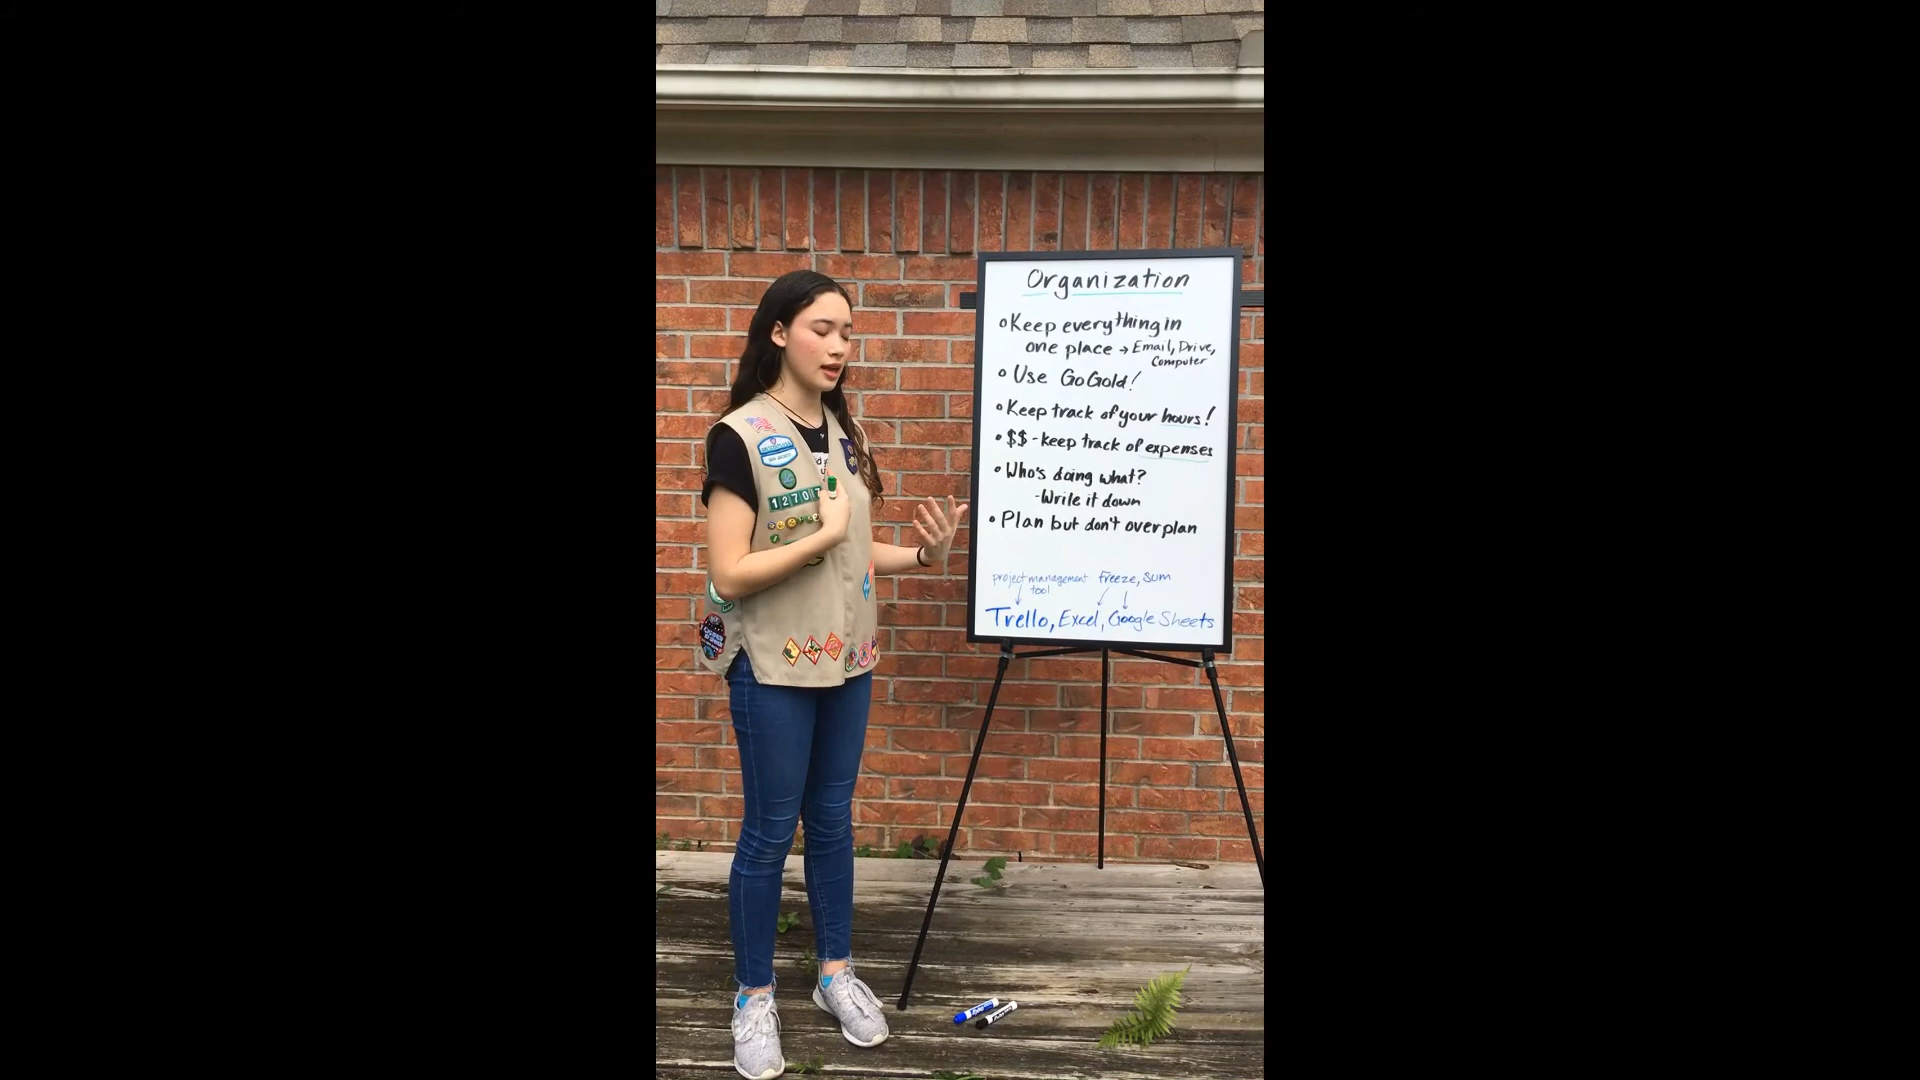 Organization
Keep everything in
one place → Email, Drive,
Computer
Use GoGold!
Keep track of your hours!
$$ - keep track of expenses
Who's doing what?
- Write it down
Plan but don't overplan
project management freeze, sum
tool
Trello, Excel, Google Sheets
1270